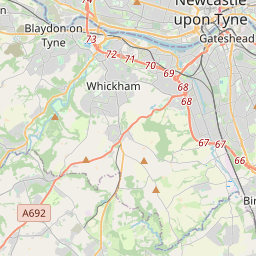 Newcastle
upon Tyne
Blaydon on
Tyne
Gateshead
Whickham
74
73
72
71
70
69
68
68
67
67
66
A692
Bir